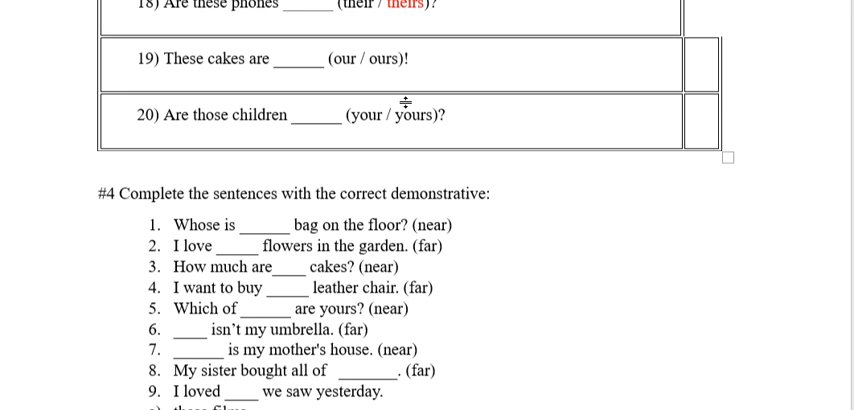 18) Are these phones ______ (their / theirs)?
19) These cakes are ______ (our / ours)!
20) Are those children ______ (your / yours)?
#4 Complete the sentences with the correct demonstrative:
1. Whose is ______ bag on the floor? (near)
2. I love _____ flowers in the garden. (far)
3. How much are____ cakes? (near)
4. I want to buy _____ leather chair. (far)
5. Which of ______ are yours? (near)
6. ____ isn’t my umbrella. (far)
7. ______ is my mother's house. (near)
8. My sister bought all of _______. (far)
9. I loved ____ we saw yesterday.